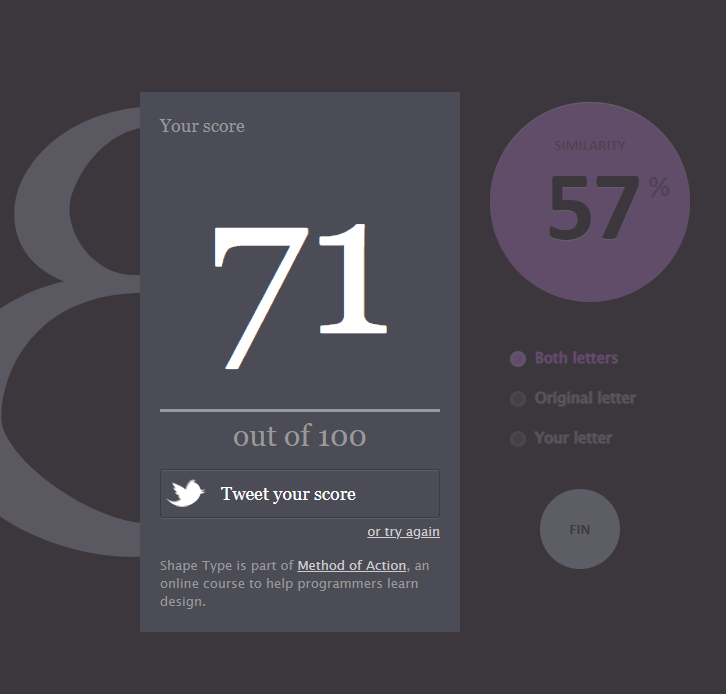 Your score
71
out of 100
Tweet your score
or try again
Shape Type is part of Method of Action, an
online course to help programmers learn
design.
SIMILARITY
57%
Both letters
Original letter
Your letter
FIN